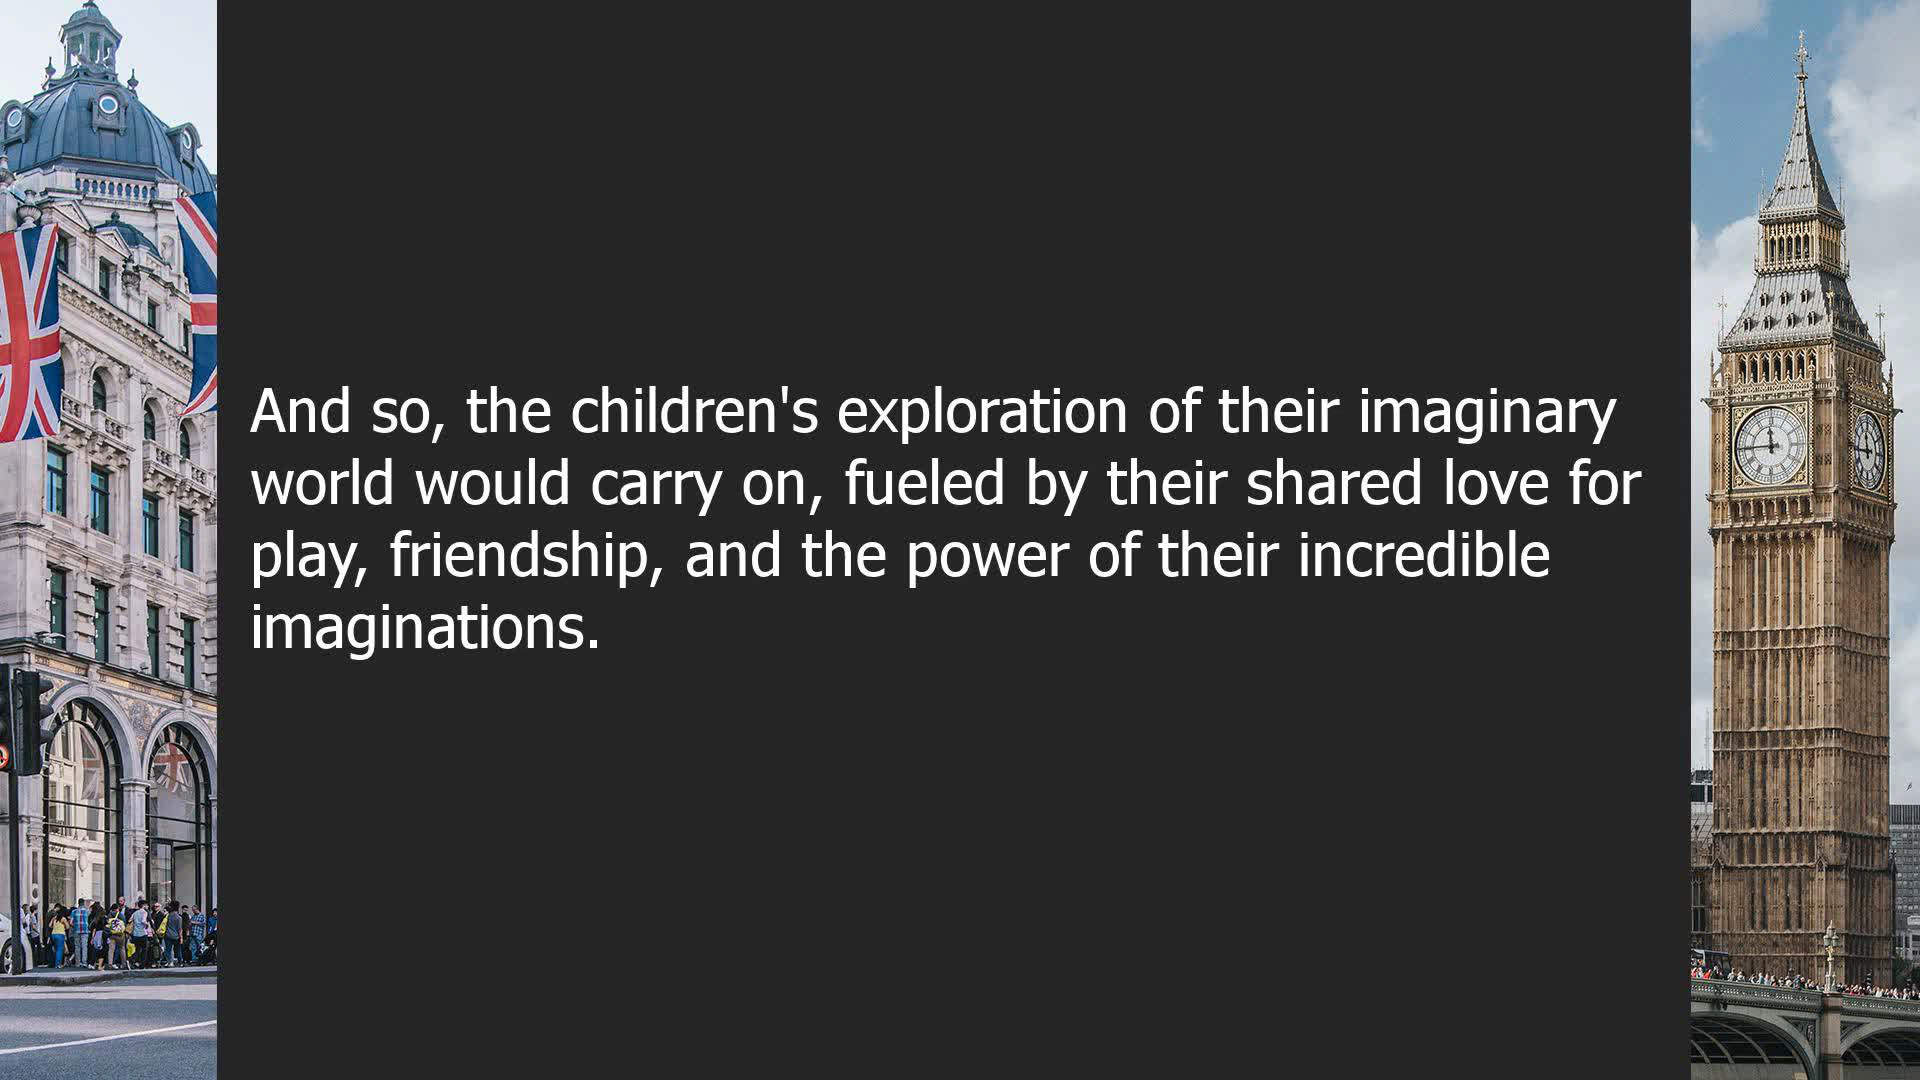 And so, the children's exploration of their imaginary
world would carry on, fueled by their shared love for
play, friendship, and the power of their incredible
imaginations.